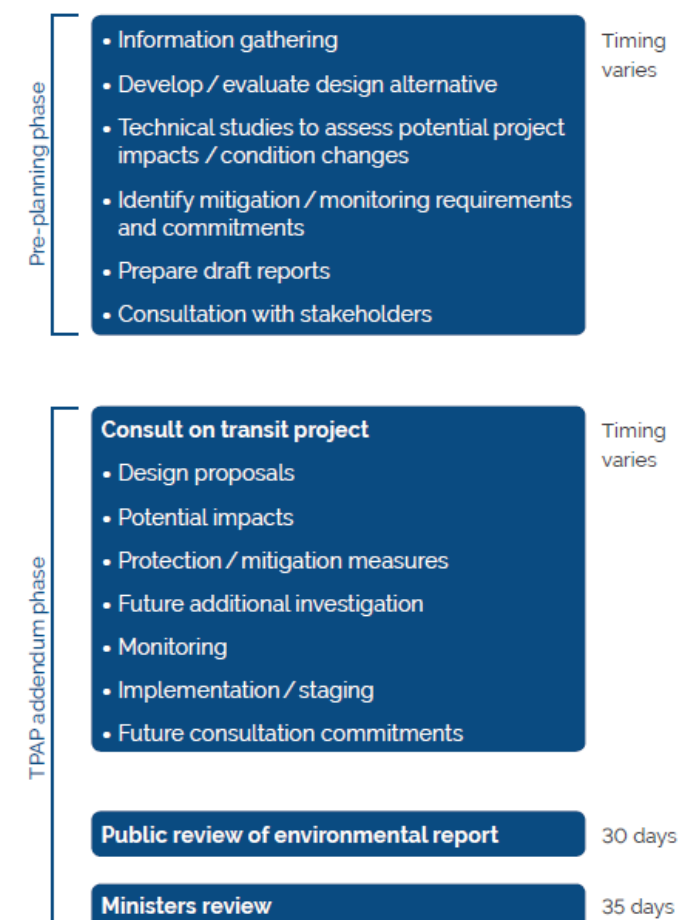 Pre-planning phase
• Information gathering
• Develop / evaluate design alternative
• Technical studies to assess potential project
impacts / condition changes
• Identify mitigation / monitoring requirements
and commitments
• Prepare draft reports
• Consultation with stakeholders
Timing
varies
TPAP addendum phase
Consult on transit project
• Design proposals
• Potential impacts
• Protection / mitigation measures
• Future additional investigation
• Monitoring
• Implementation / staging
• Future consultation commitments
Timing
varies
Public review of environmental report
30 days
Ministers review
35 days